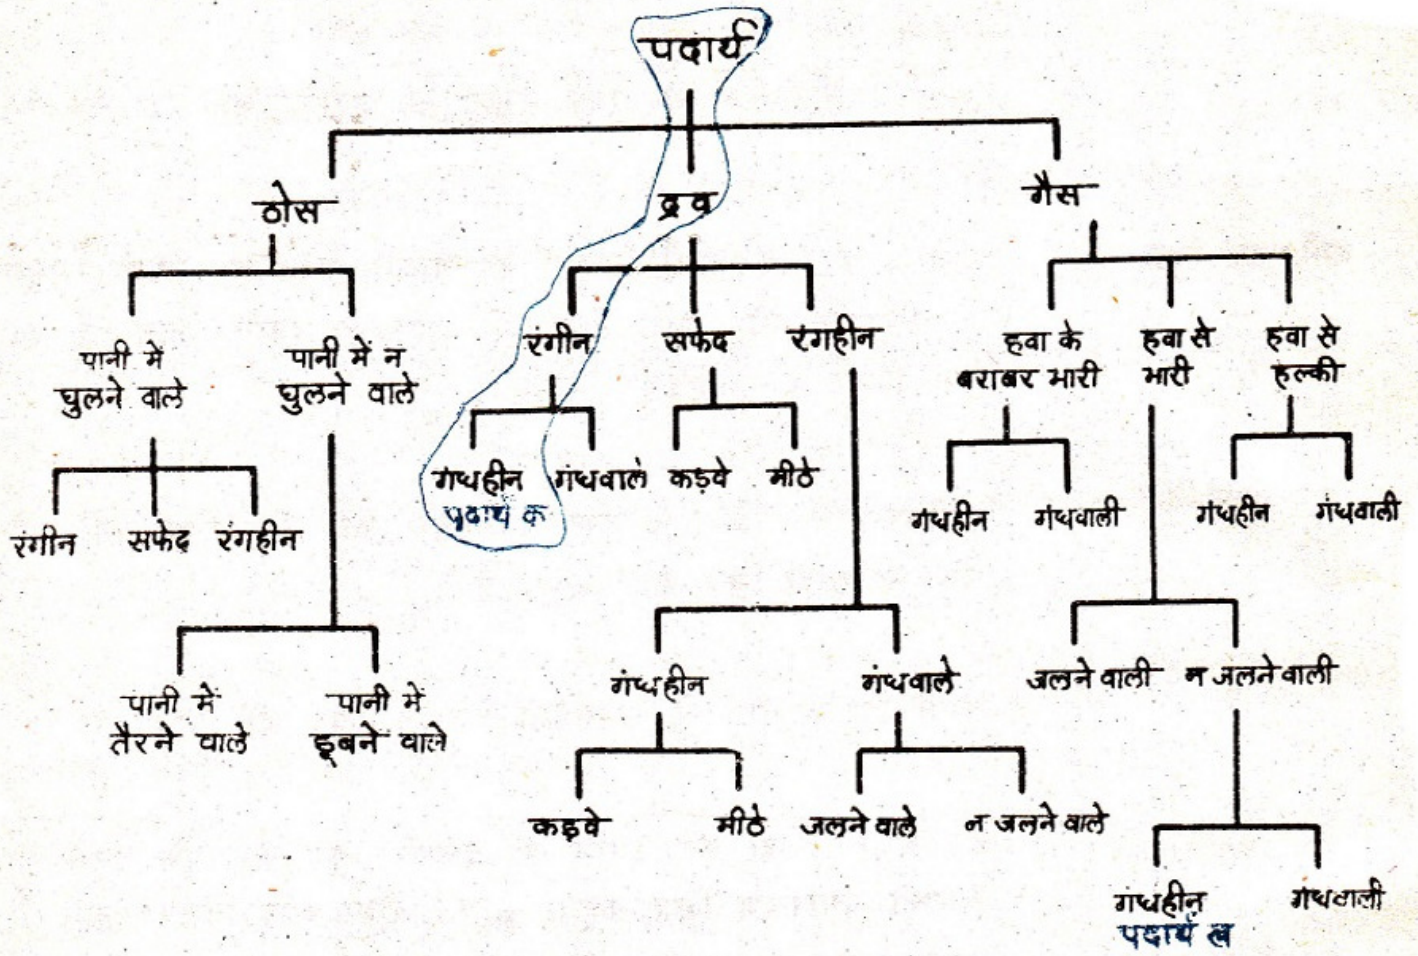 पदार्थ
ठोस द्रव गैस
रंगीन सफेद रंगहीन
हवा के हवा से हवा से
पानी में पानी में न
बराबर भारी भारी हल्की
घुलने वाले घुलने वाले
गंधहीन गंधवाले कड़वे मीठे
पदार्थ क
गंधहीन गंधवाली गंधहीन गंधवाली
रंगीन सफेद रंगहीन
गंधहीन गंधवाले जलने वाली न जलने वाली
पानी में पानी में
तैरने वाले डूबने वाले
कड़वे मीठे जलने वाले न जलने वाले
गंधहीन गंधवाली
पदार्थ ख